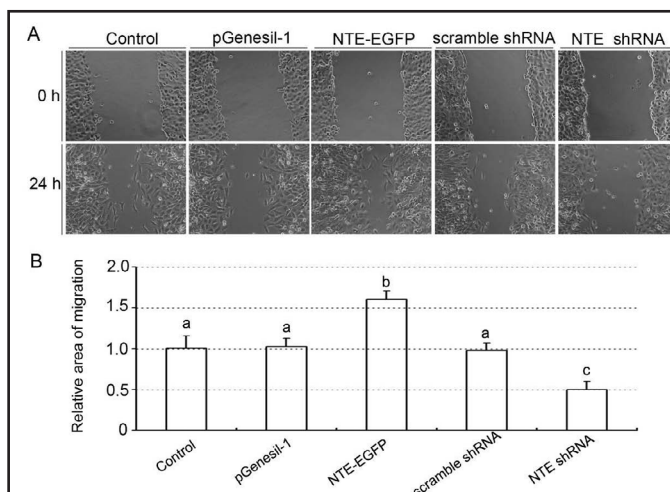 A
Control pGenesil-1 NTE-EGFP scramble shRNA NTE shRNA
0 h
24 h
B
Relative area of migration
2.0
1.5
1.0
0.5
0
a a b a c
Control pGenesil-1 NTE-EGFP scramble shRNA NTE shRNA